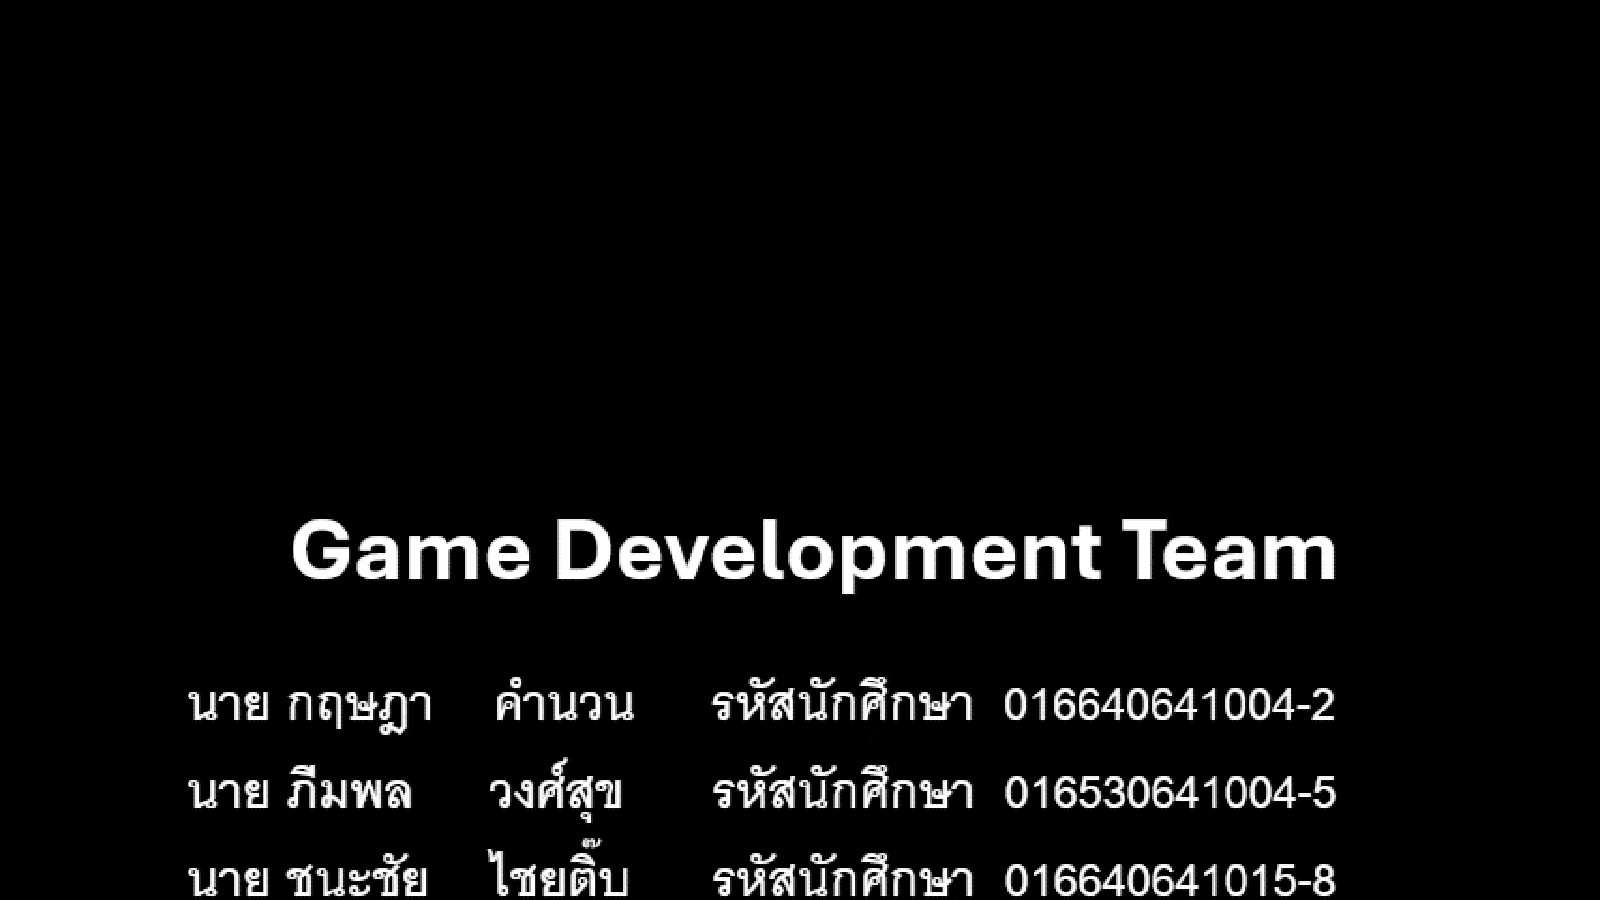 Game Development Team
นาย กฤษฎา คำนวน รหัสนักศึกษา 016640641004-2
นาย ภีมพล วงศ์สุข รหัสนักศึกษา 016530641004-5
นาย ชนะชัย ไชยติ๊บ รหัสนักศึกษา 016640641015-8